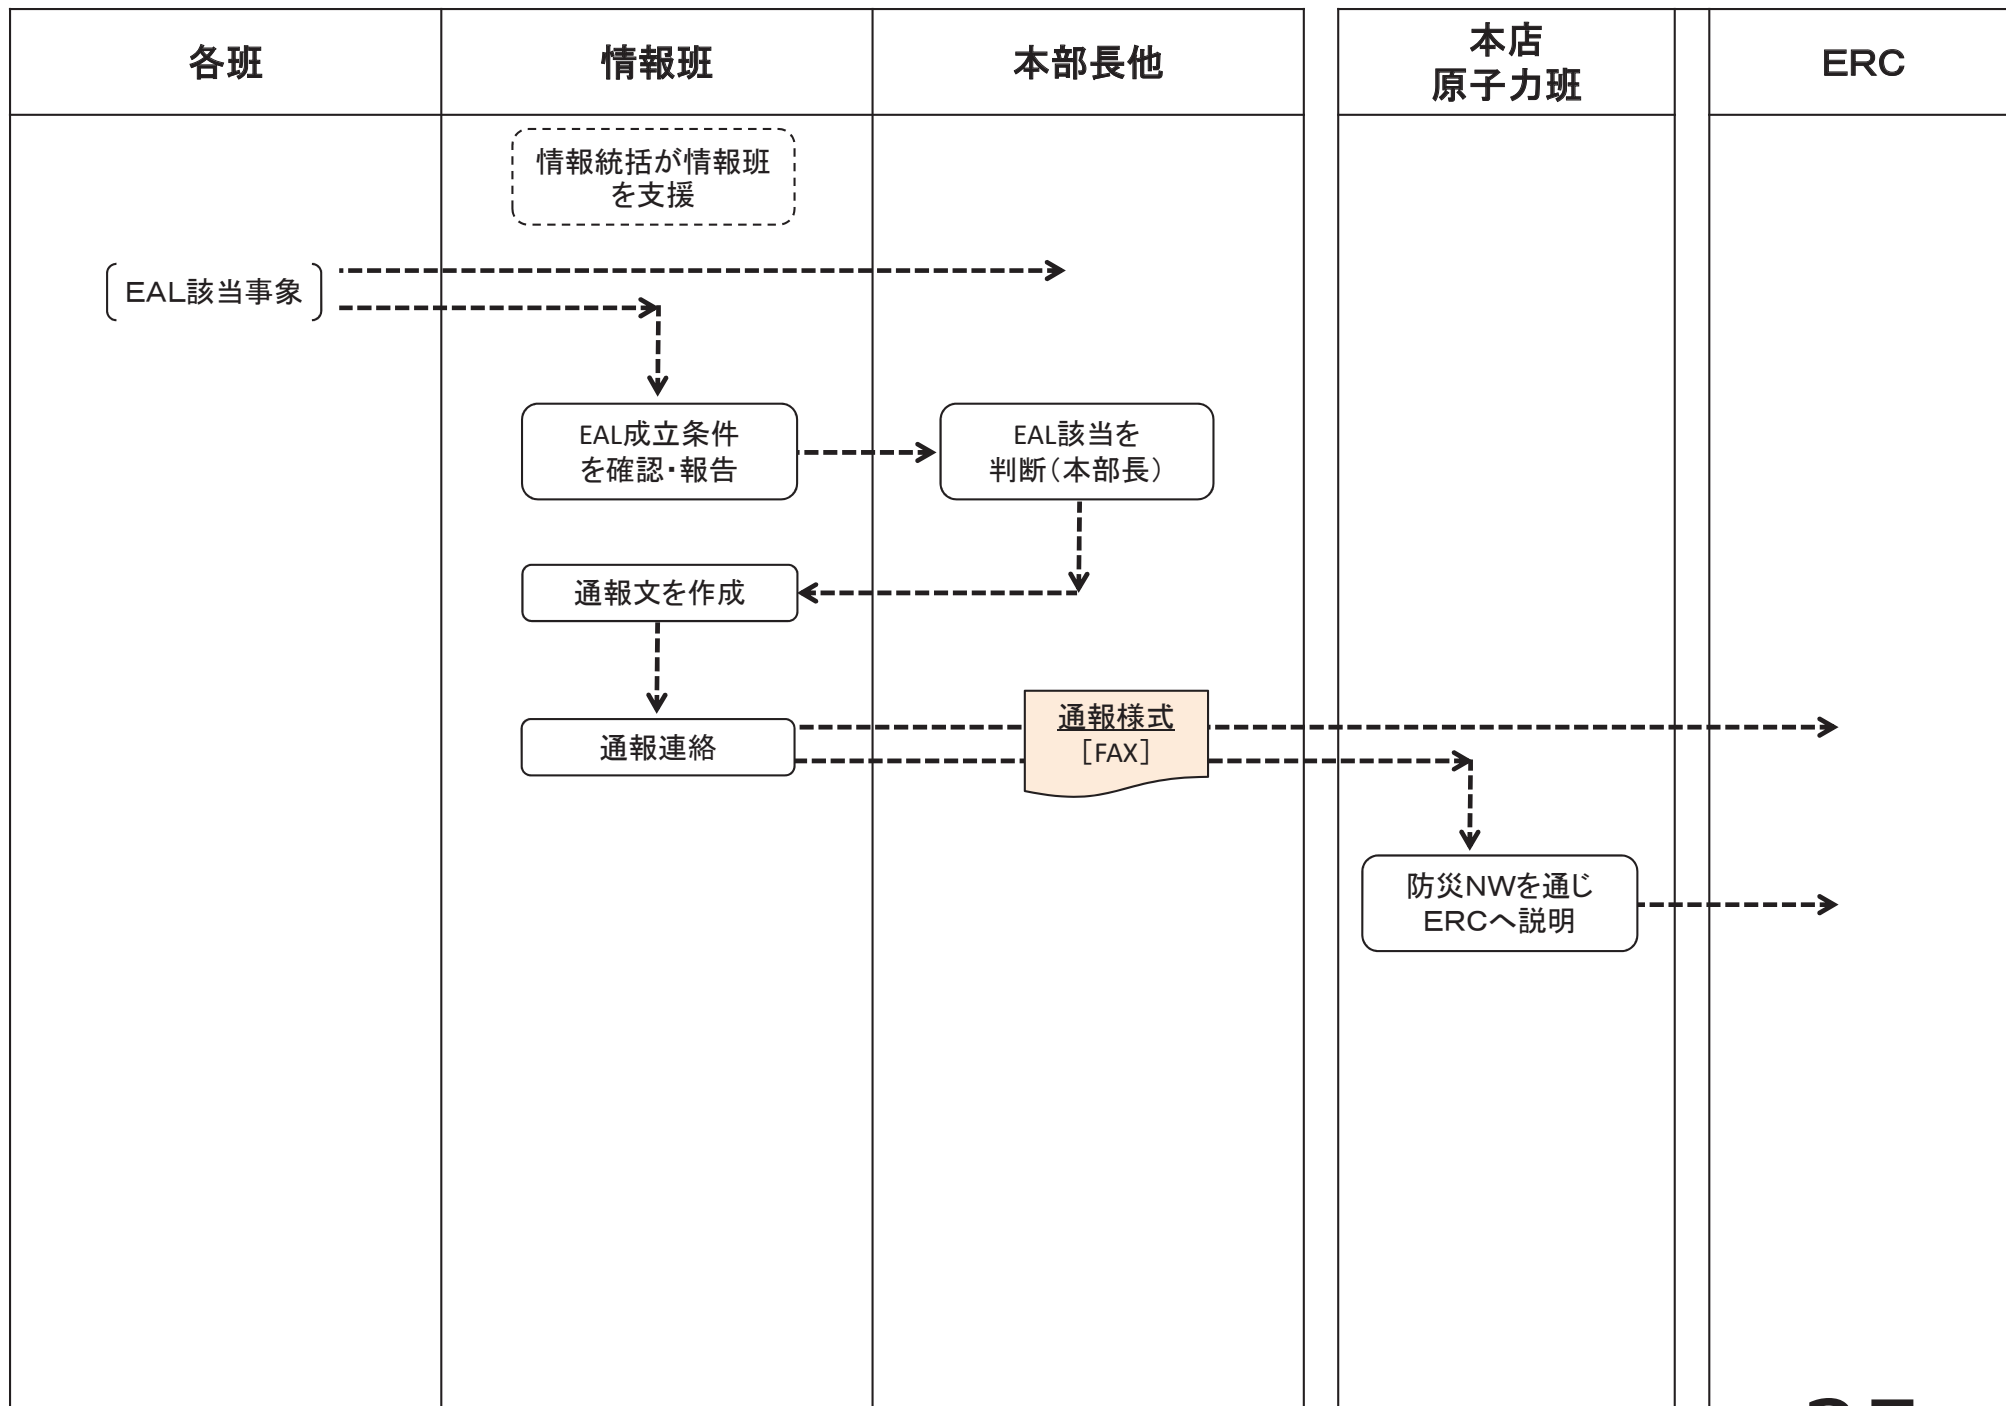 各班
情報班
本部長他
本店
原子力班
ERC
情報統括が情報班
を支援
EAL該当事象
EAL成立条件
を確認・報告
EAL該当を
判断(本部長)
通報文を作成
通報連絡
通報様式
[FAX]
防災NWを通じ
ERCへ説明